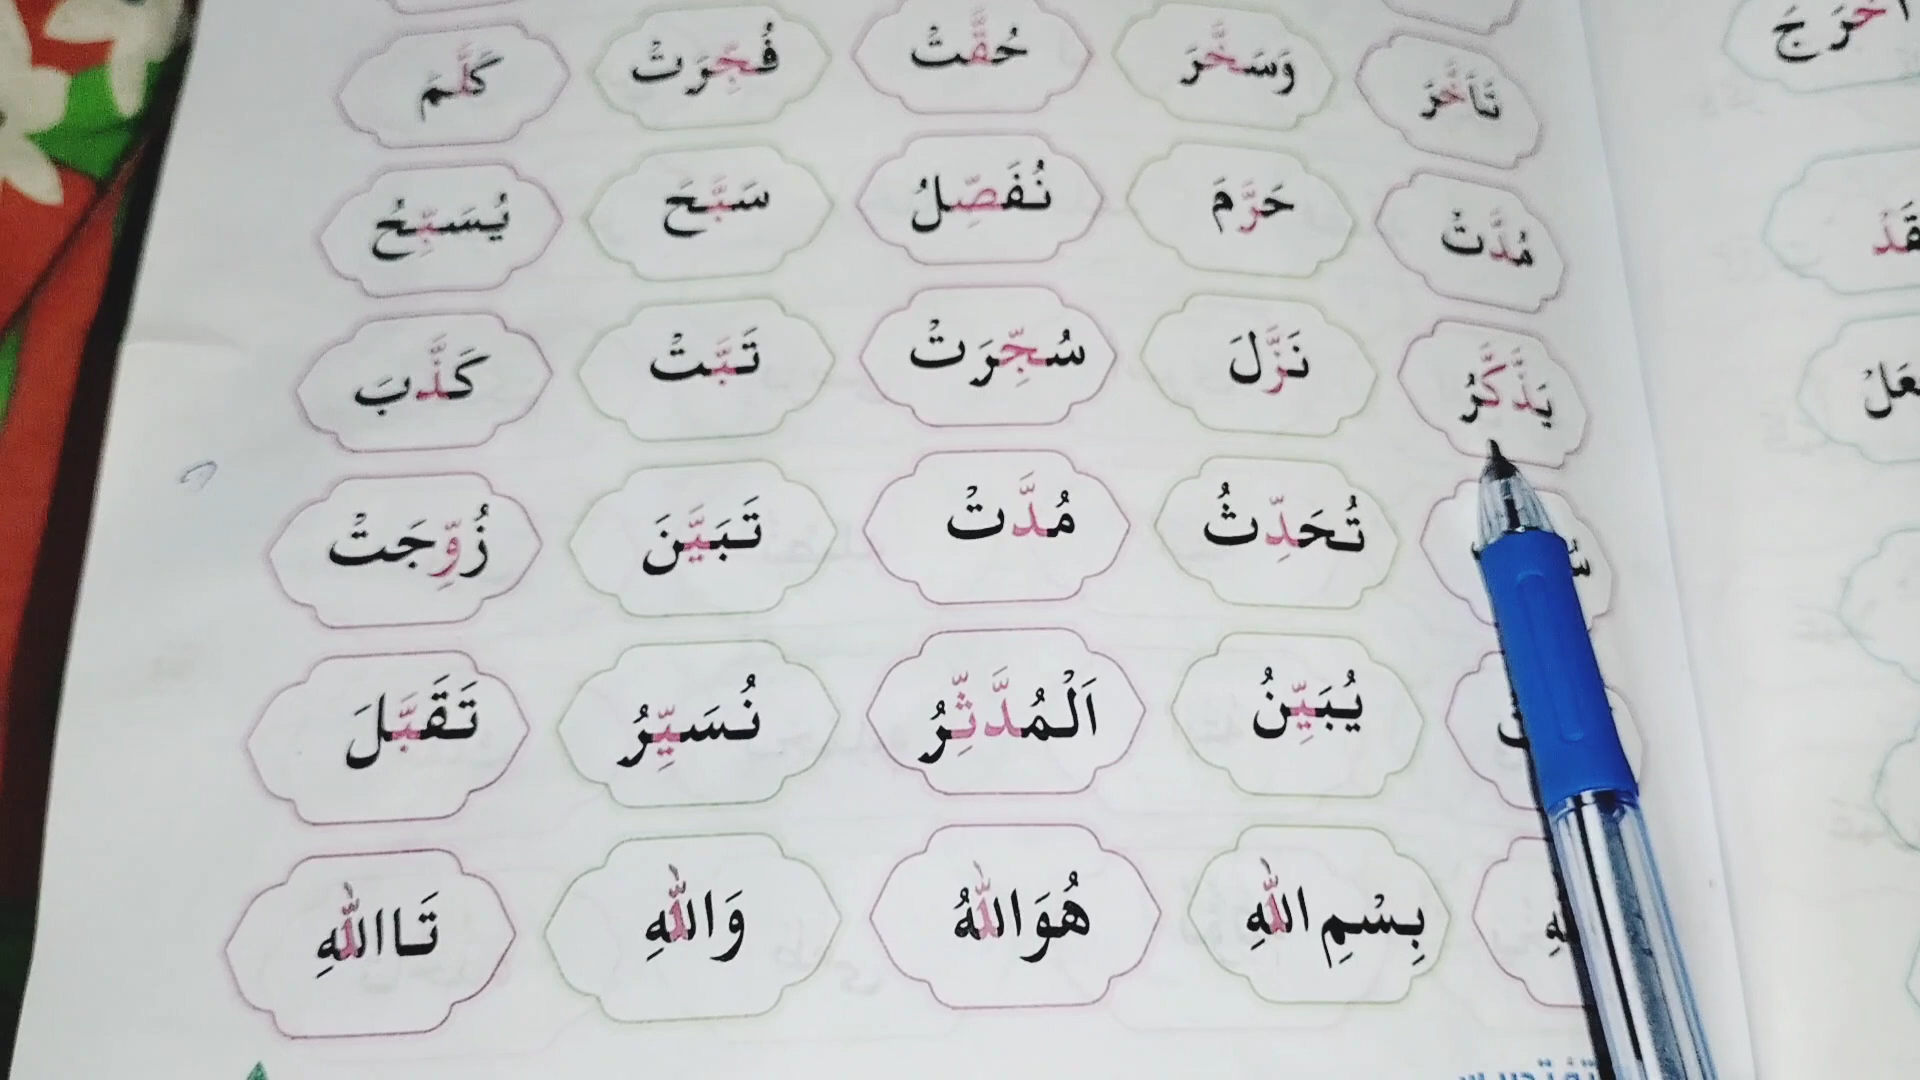 تَأَخَّرَ وَسَخَّرَ حُقَّتْ فُجِّرَتْ كَلَّمَ
مُدَّتْ حَرَّمَ نُفَصِّلُ سَبَّحَ يُسَبِّحُ
يَذَّكَّرُ نَزَّلَ سُجِّرَتْ تَبَّتْ كَذَّبَ
تُحَدِّثُ مُدَّتْ تَبَيَّنَ زُوِّجَتْ
يُبَيِّنُ اَلْمُدَّثِّرُ نُسَيِّرُ تَقَبَّلَ
بِسْمِ اللّٰهِ هُوَ اللّٰهُ وَاللّٰهِ تَااللّٰهِ